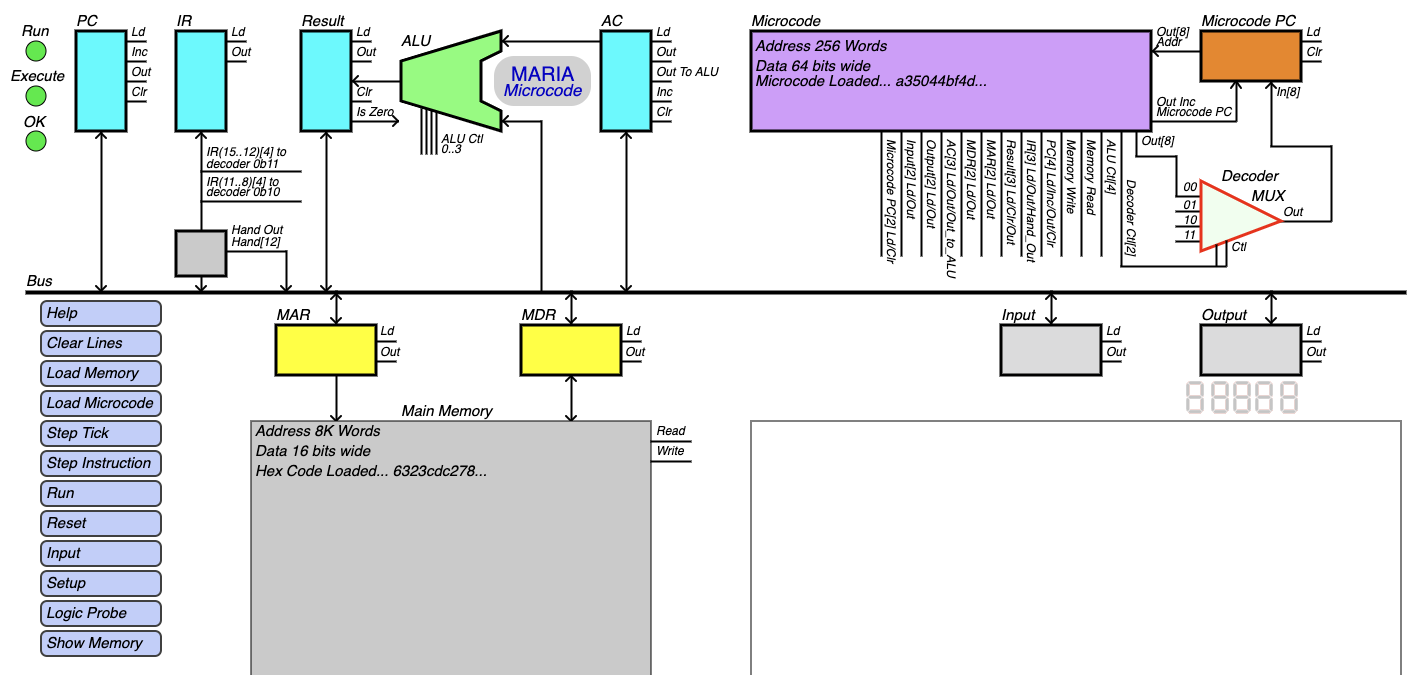 Run
Execute
OK
PC
Ld
Inc
Out
Clr
IR
Ld
Out
IR(15..12)[4] to
decoder 0b11
IR(11..8)[4] to
decoder 0b10
Hand Out
Hand[12]
Result
Ld
Out
Clr
Is Zero
ALU
ALU Ctl
0..3
MARIA
Microcode
AC
Ld
Out
Out To ALU
Inc
Clr
Microcode
Address 256 Words
Data 64 bits wide
Microcode Loaded... a35044bf4d...
Out[8]
Addr
Out Inc
Microcode PC
Out[8]
Microcode PC
Ld
Clr
In[8]
Microcode PC[2] Ld/Clr
Input[2] Ld/Out
Output[2] Ld/Out
AC[3] Ld/Out/Out_to_ALU
MDR[2] Ld/Out
MAR[2] Ld/Out
Result[3] Ld/Clr/Out
IR[3] Ld/Out/Hand_Out
PC[4] Ld/Inc/Out/Clr
Memory Write
Memory Read
ALU Ctl[4]
Decoder Ctl[2]
Decoder
MUX
00
01
10
11
Out
Ctl
Bus
Help
Clear Lines
Load Memory
Load Microcode
Step Tick
Step Instruction
Run
Reset
Input
Setup
Logic Probe
Show Memory
MAR
Ld
Out
MDR
Ld
Out
Input
Ld
Out
Output
Ld
Out
Main Memory
Address 8K Words
Data 16 bits wide
Hex Code Loaded... 6323cdc278...
Read
Write